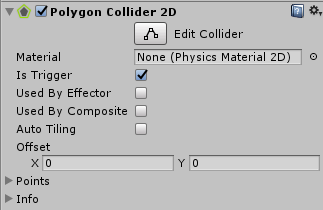 Polygon Collider 2D
Edit Collider
Material None (Physics Material 2D)
Is Trigger
Used By Effector
Used By Composite
Auto Tiling
Offset
X 0 Y 0
Points
Info